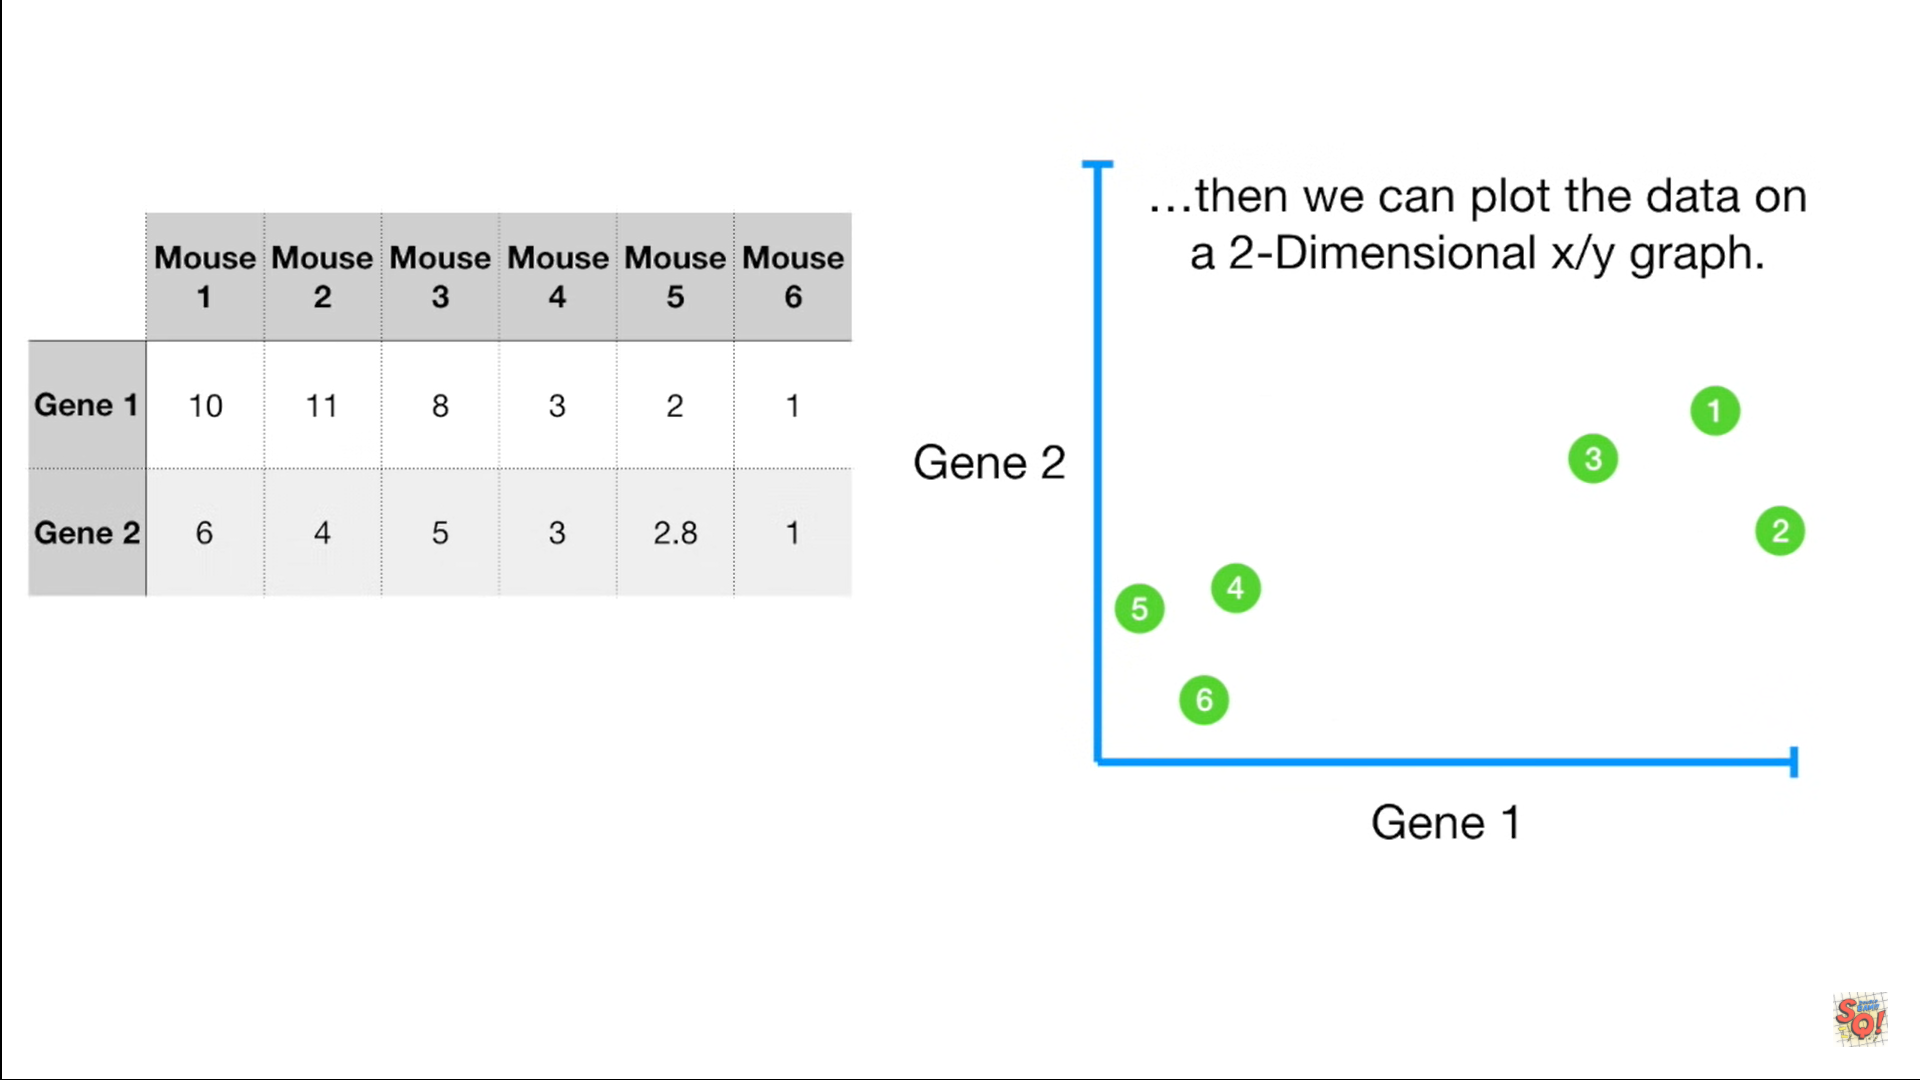 Mouse 1 Mouse 2 Mouse 3 Mouse 4 Mouse 5 Mouse 6
Gene 1 10 11 8 3 2 1
Gene 2 6 4 5 3 2.8 1
…then we can plot the data on
a 2-Dimensional x/y graph.
Gene 2
1
3
2
4
5
6
Gene 1
SQ!